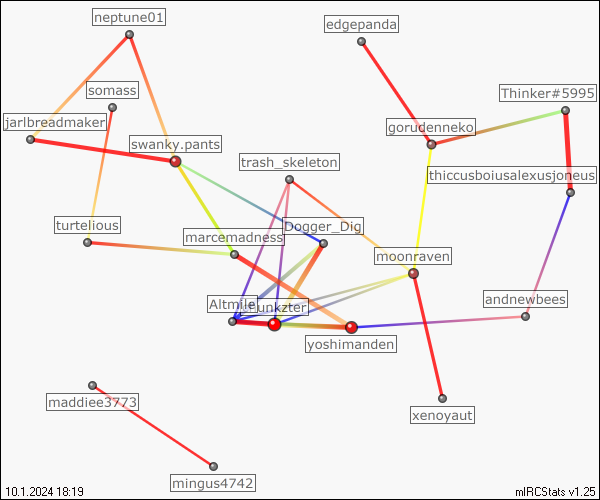 neptune01
edgepanda
somass
Thinker#5995
jarlbreadmaker
gorudenneko
swanky.pants
trash_skeleton
thiccusboiusalexusjoneus
turtelious
Dogger_Dig
marcemadness
moonraven
Altmile
unkzter
andnewbees
yoshimanden
maddiee3773
xenoyaut
mingus4742
10.1.2024 18:19
mIRCStats v1.25